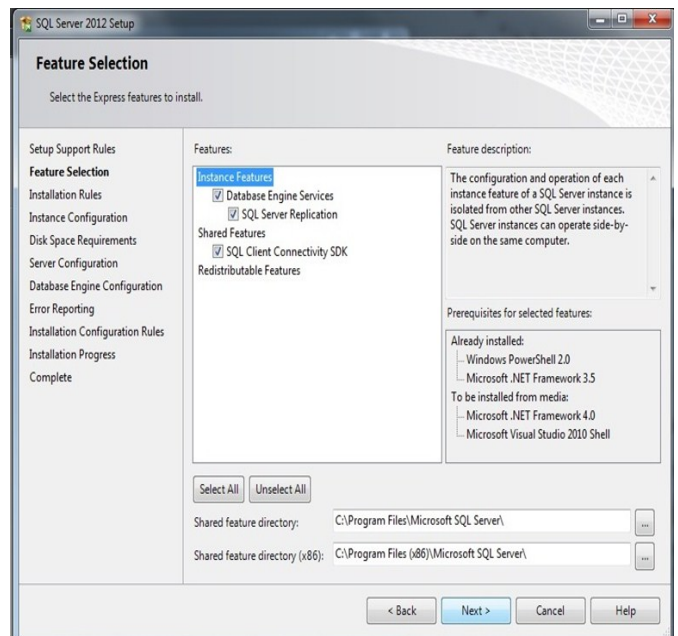 SQL Server 2012 Setup
Feature Selection
Select the Express features to install.
Setup Support Rules
Feature Selection
Installation Rules
Instance Configuration
Disk Space Requirements
Server Configuration
Database Engine Configuration
Error Reporting
Installation Configuration Rules
Installation Progress
Complete
Features:
Instance Features
Database Engine Services
SQL Server Replication
Shared Features
SQL Client Connectivity SDK
Redistributable Features
Feature description:
The configuration and operation of each
instance feature of a SQL Server instance is
isolated from other SQL Server instances.
SQL Server instances can operate side-by-
side on the same computer.
Prerequisites for selected features:
Already installed:
Windows PowerShell 2.0
Microsoft .NET Framework 3.5
To be installed from media:
Microsoft .NET Framework 4.0
Microsoft Visual Studio 2010 Shell
Select All
Unselect All
Shared feature directory:
C:\Program Files\Microsoft SQL Server\
...
Shared feature directory (x86):
C:\Program Files (x86)\Microsoft SQL Server\
...
< Back
Next >
Cancel
Help